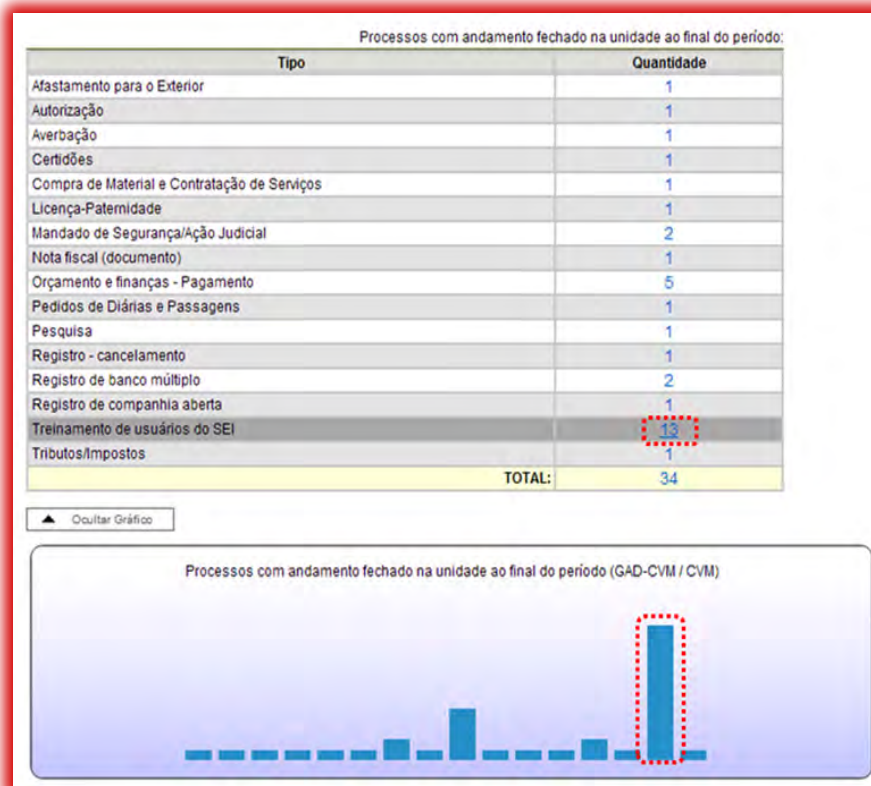 Processos com andamento fechado na unidade ao final do período:
Tipo Quantidade
Afastamento para o Exterior 1
Autorização 1
Averbação 1
Certidões 1
Compra de Material e Contratação de Serviços 1
Licença-Paternidade 1
Mandado de Segurança/Ação Judicial 2
Nota fiscal (documento) 1
Orçamento e finanças - Pagamento 5
Pedidos de Diárias e Passagens 1
Pesquisa 1
Registro - cancelamento 1
Registro de banco múltiplo 2
Registro de companhia aberta 1
Treinamento de usuários do SEI 13
Tributos/Impostos 1
TOTAL: 34
Ocultar Gráfico
Processos com andamento fechado na unidade ao final do período (GAD-CVM / CVM)